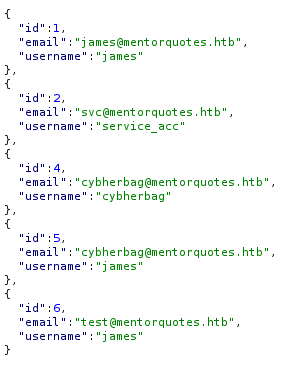 {
"id":1,
"email":"james@mentorquotes.htb",
"username":"james"
},
{
"id":2,
"email":"svc@mentorquotes.htb",
"username":"service_acc"
},
{
"id":4,
"email":"cybherbag@mentorquotes.htb",
"username":"cybherbag"
},
{
"id":5,
"email":"cybherbag@mentorquotes.htb",
"username":"james"
},
{
"id":6,
"email":"test@mentorquotes.htb",
"username":"james"
}